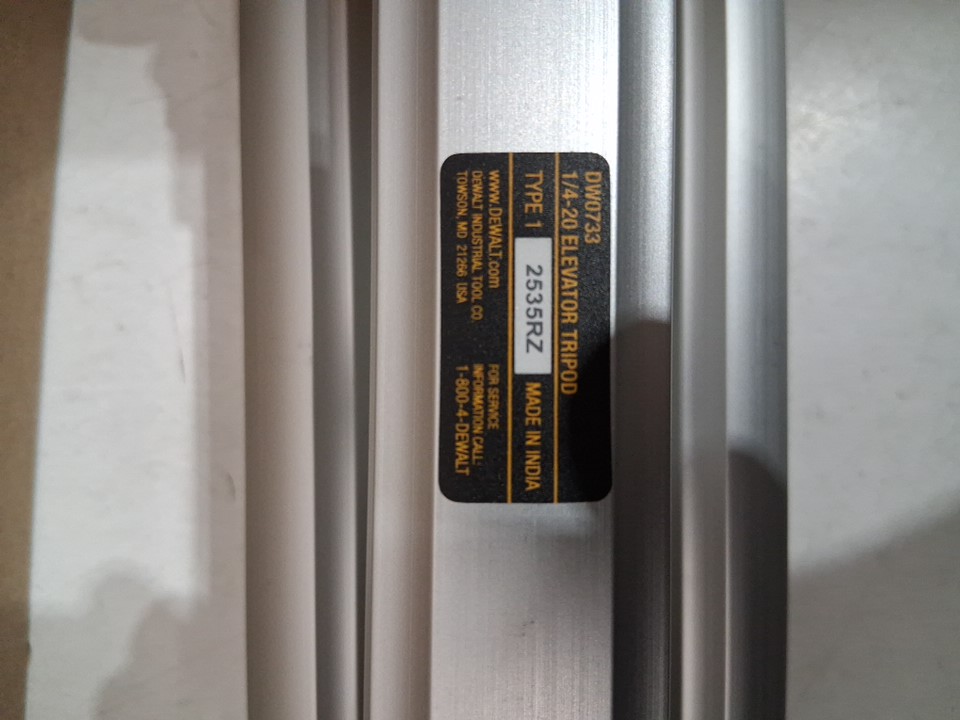 DW0733
1/4-20 ELEVATOR TRIPOD
TYPE 1 2535RZ MADE IN INDIA
www.DEWALT.com
DEWALT INDUSTRIAL TOOL CO.
TOWSON, MD 21286 USA
FOR SERVICE
INFORMATION CALL:
1-800-4-DEWALT